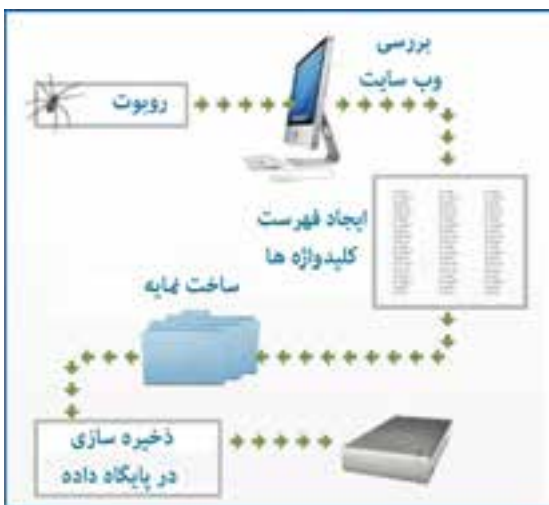 بررسی
وب سایت
روبوت
ایجاد فهرست
کلیدواژه ها
ساخت نمایه
ذخیره سازی
در پایگاه داده